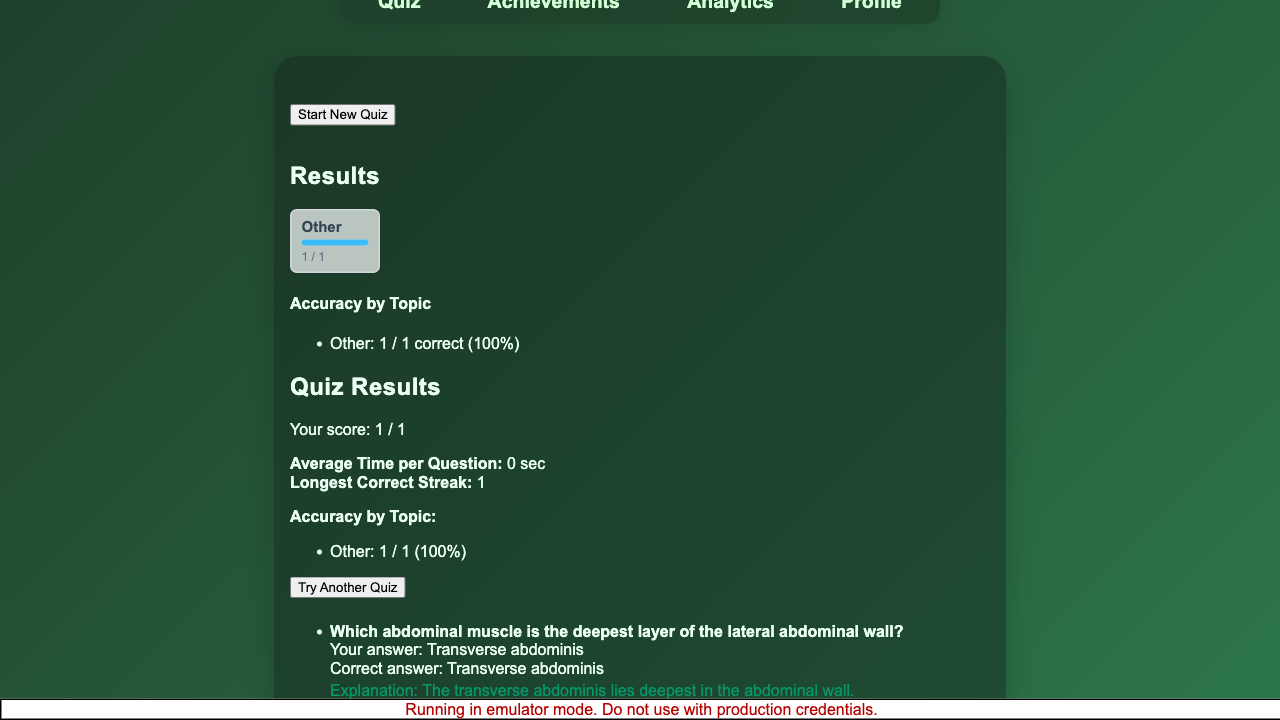 Quiz Achievements Analytics Profile
Start New Quiz
Results
Other
1 / 1
Accuracy by Topic
• Other: 1 / 1 correct (100%)
Quiz Results
Your score: 1 / 1
Average Time per Question: 0 sec
Longest Correct Streak: 1
Accuracy by Topic:
• Other: 1 / 1 (100%)
Try Another Quiz
• Which abdominal muscle is the deepest layer of the lateral abdominal wall?
Your answer: Transverse abdominis
Correct answer: Transverse abdominis
Explanation: The transverse abdominis lies deepest in the abdominal wall.
Running in emulator mode. Do not use with production credentials.